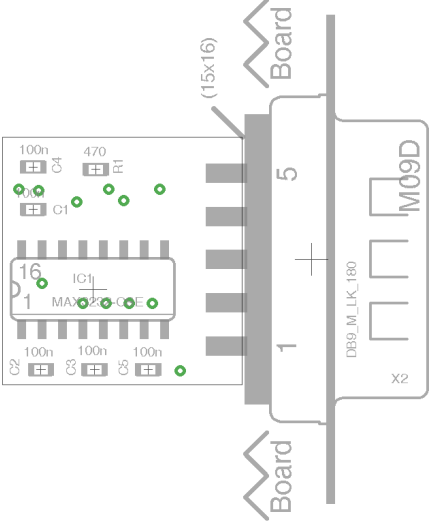 Board
(15x16)
100n
C4
470
R1
100n
C1
5
M09D
16
IC1
1
DB9_M_LK_180
1
C2
100n
C3
100n
C5
100n
X2
Board